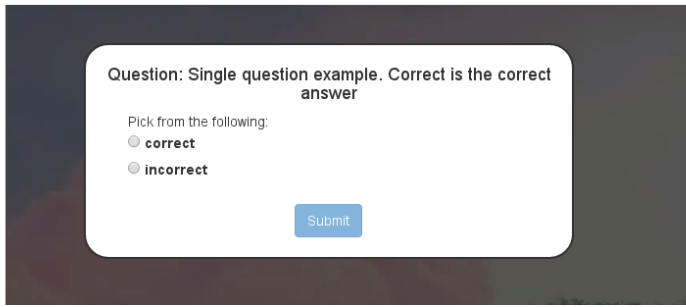 Question: Single question example. Correct is the correct
answer
Pick from the following:
correct
incorrect
Submit